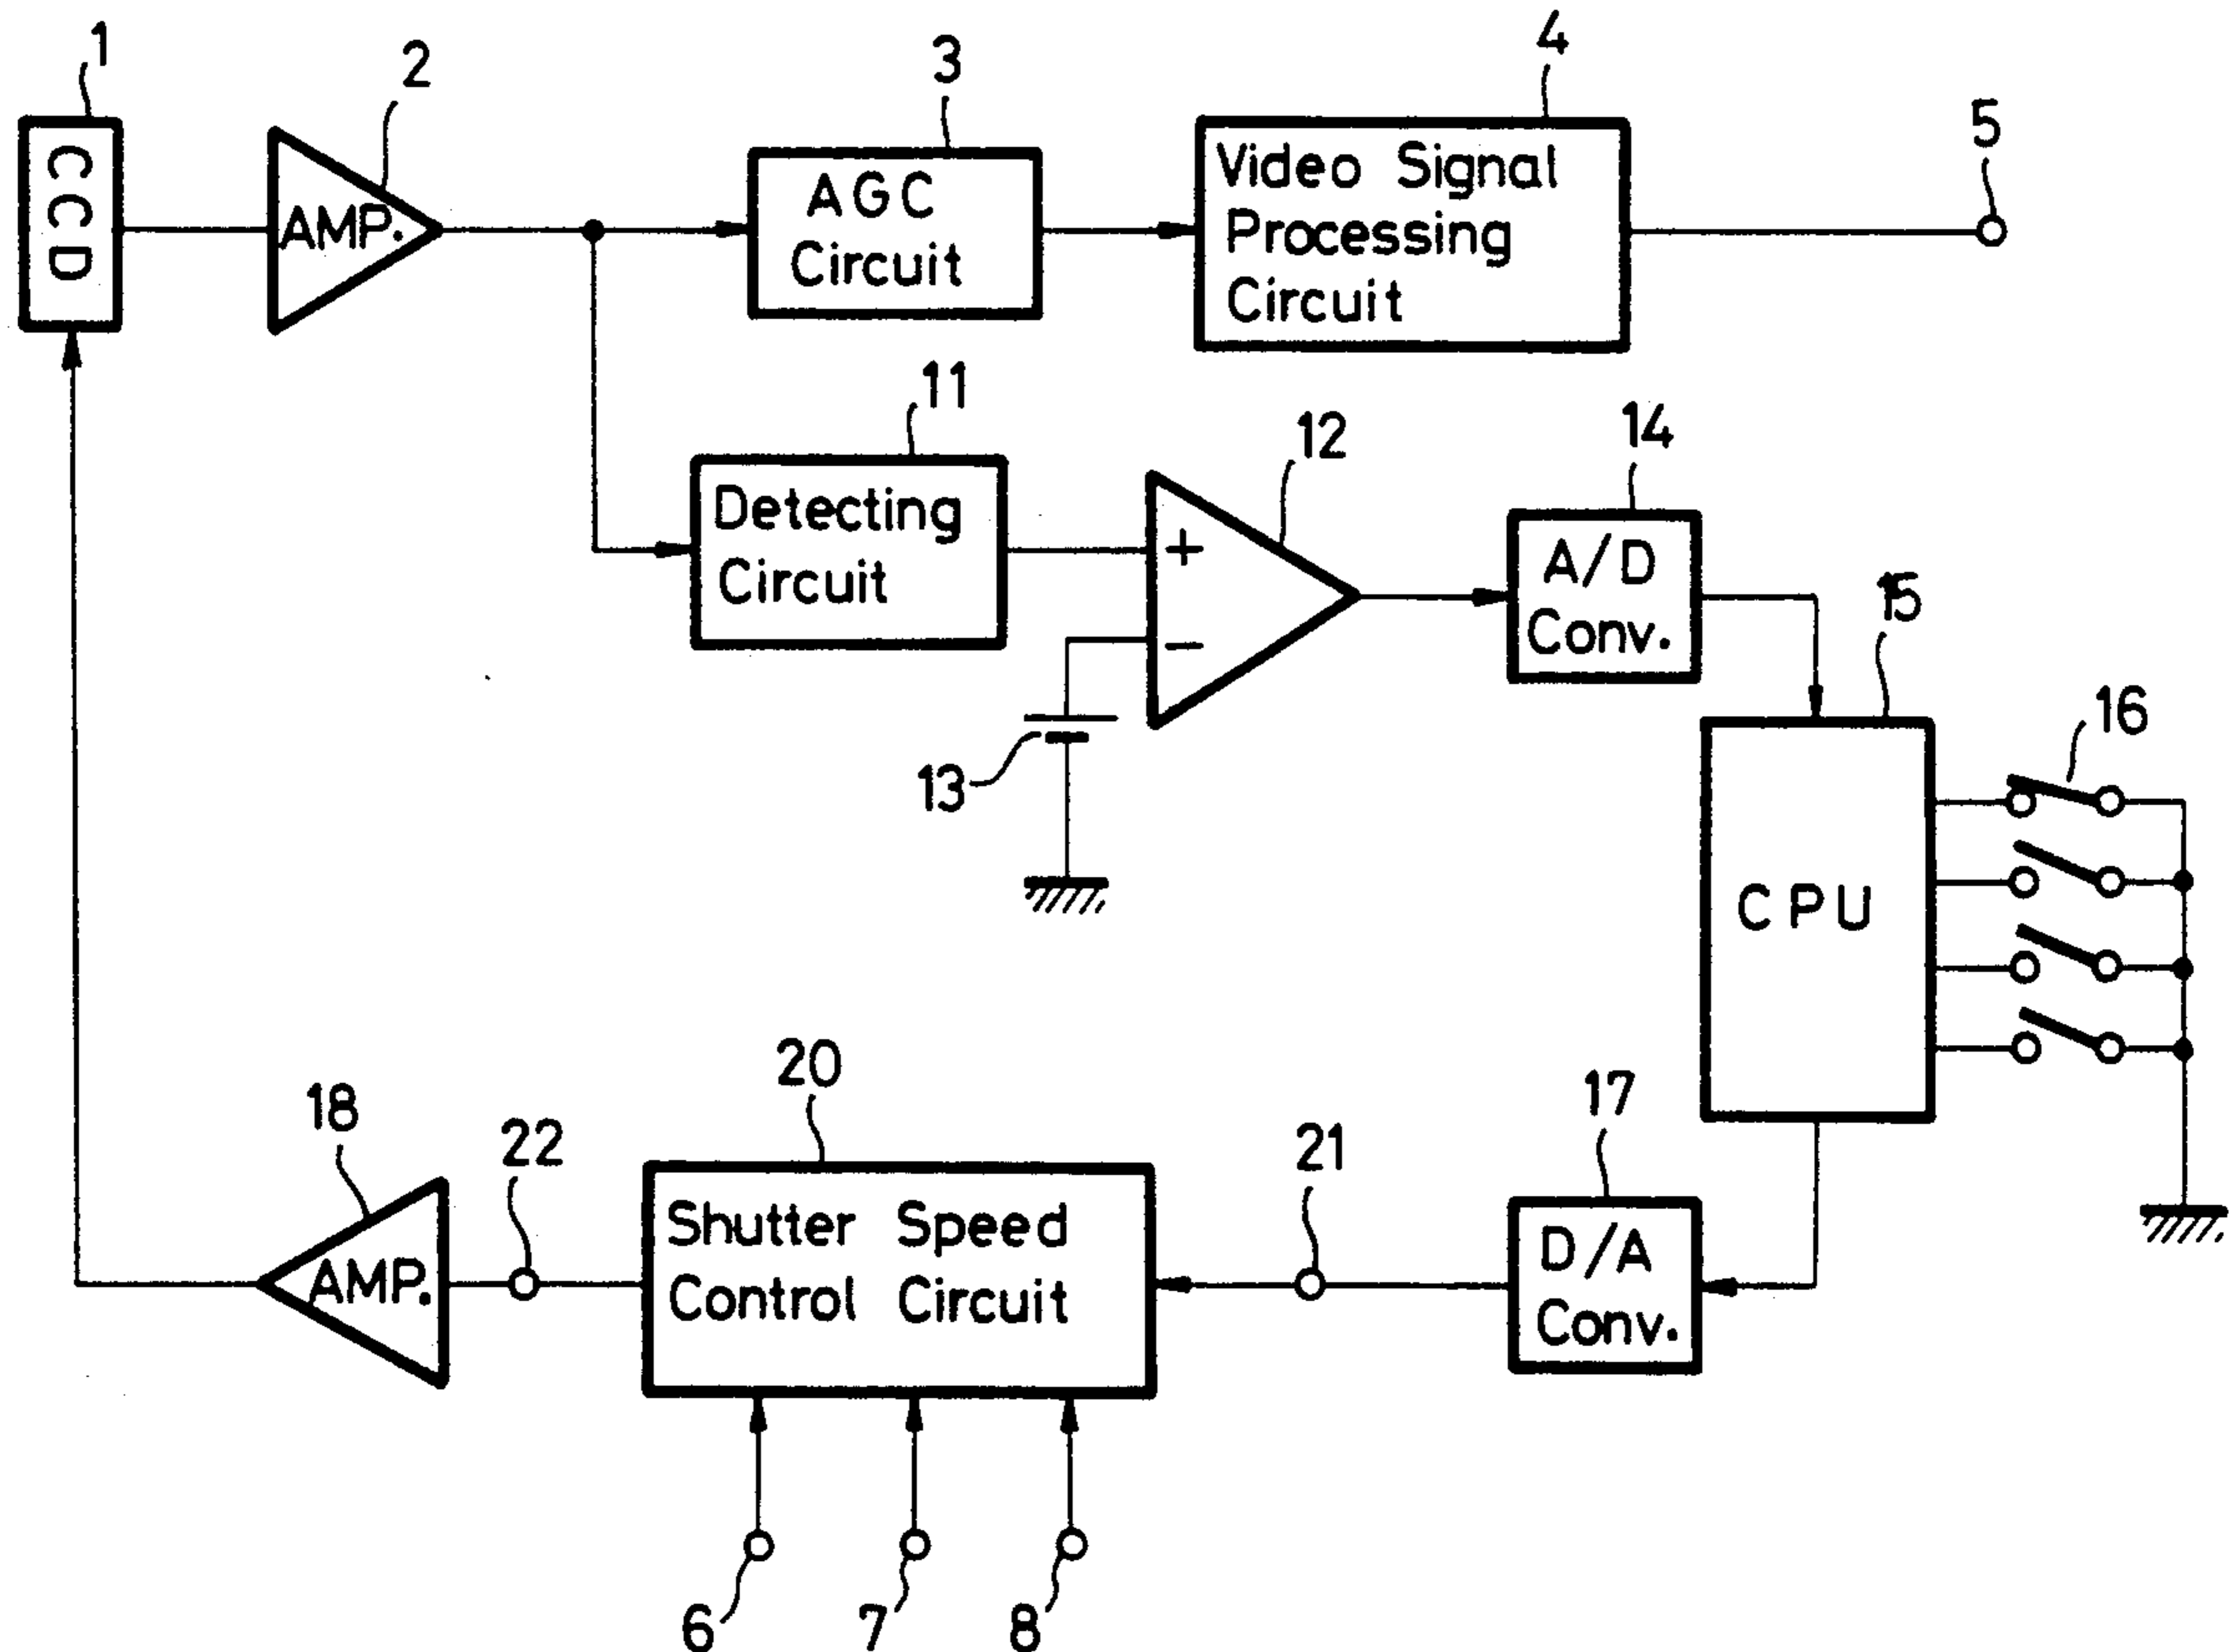 1
2
3
4
5
CCD
AMP.
AGC
Circuit
Video Signal
Processing
Circuit
11
12
14
15
Detecting
Circuit
+
−
A/D
Conv.
13
16
CPU
18
22
20
21
17
AMP.
Shutter Speed
Control Circuit
D/A
Conv.
6
7
8